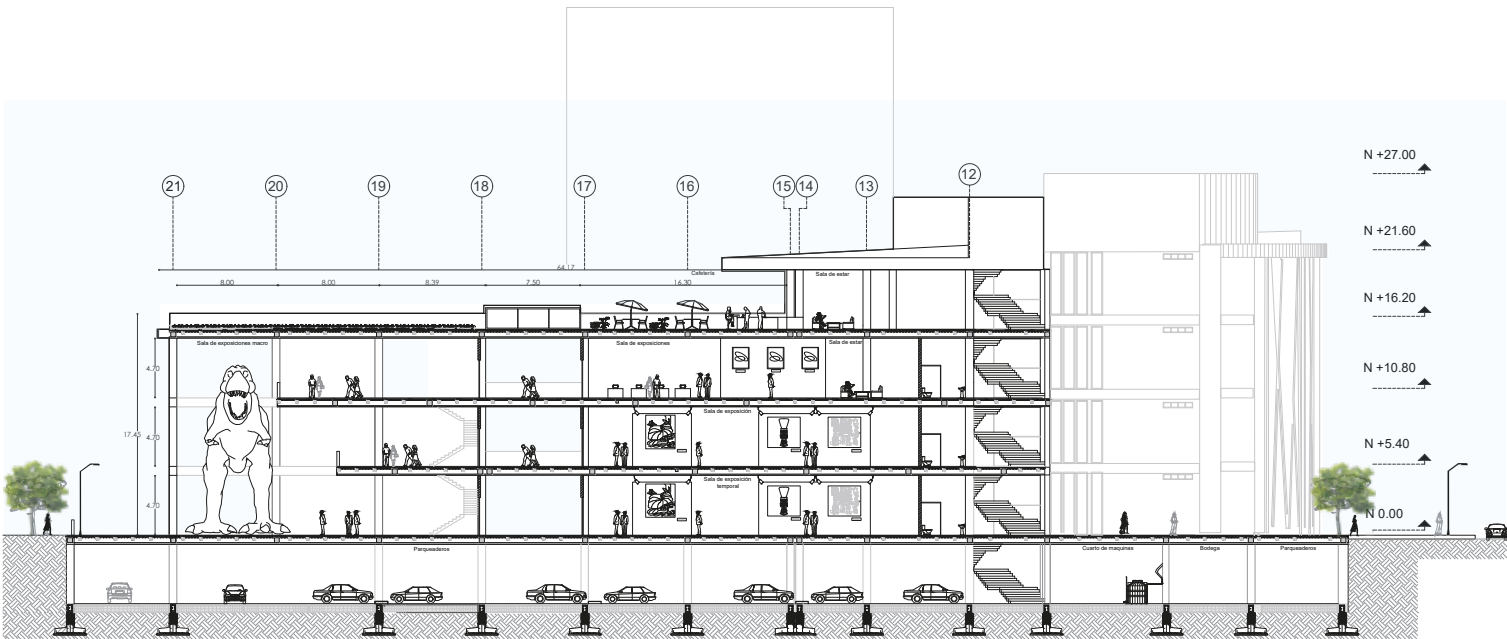 N +27.00
21
20
19
18
17
16
15
14
13
12
N +21.60
64.17
Cafetería
Sala de estar
8.00
8.00
8.39
7.50
16.30
N +16.20
Sala de exposiciones macro
Sala de exposiciones
Sala de estar
4.70
N +10.80
Sala de exposición
17.45
4.70
N +5.40
Sala de exposición
temporal
4.70
N 0.00
Parqueaderos
Cuarto de maquinas
Bodega
Parqueaderos